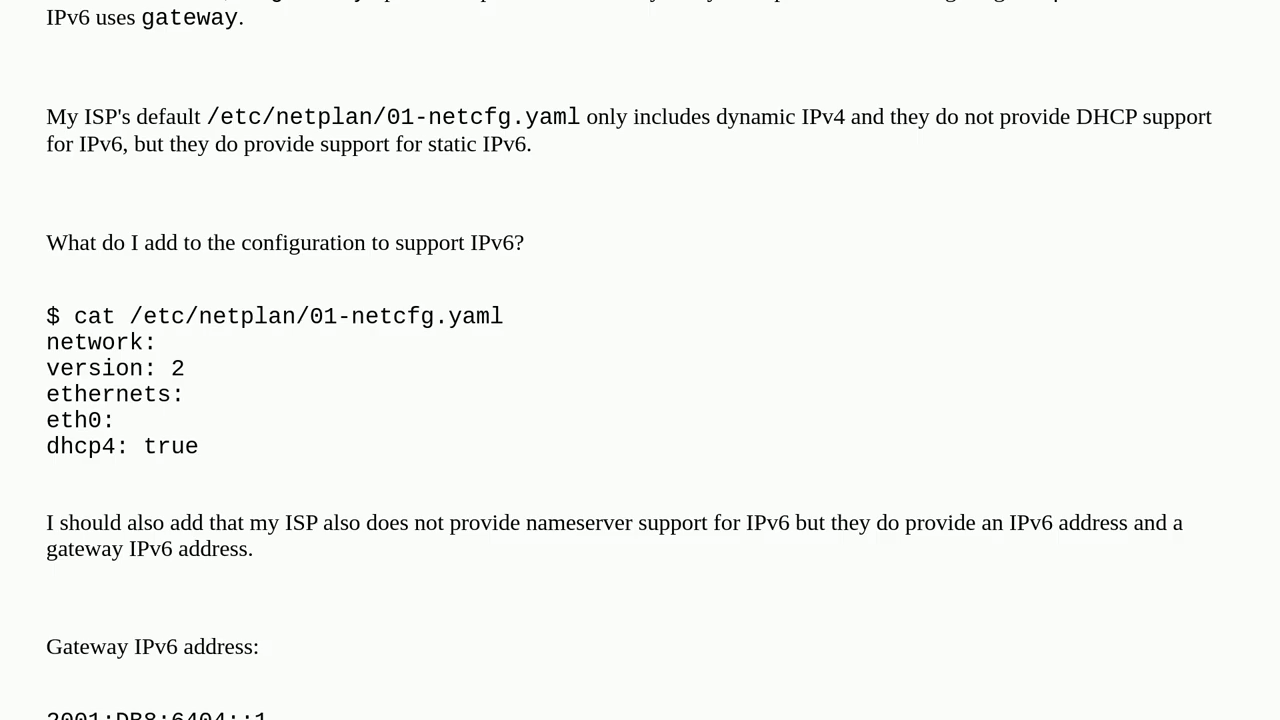 IPv6 uses gateway.
My ISP's default /etc/netplan/01-netcfg.yaml only includes dynamic IPv4 and they do not provide DHCP support
for IPv6, but they do provide support for static IPv6.
What do I add to the configuration to support IPv6?
$ cat /etc/netplan/01-netcfg.yaml
network:
version: 2
ethernets:
eth0:
dhcp4: true
I should also add that my ISP also does not provide nameserver support for IPv6 but they do provide an IPv6 address and a
gateway IPv6 address.
Gateway IPv6 address:
2001:DB8:6404::1